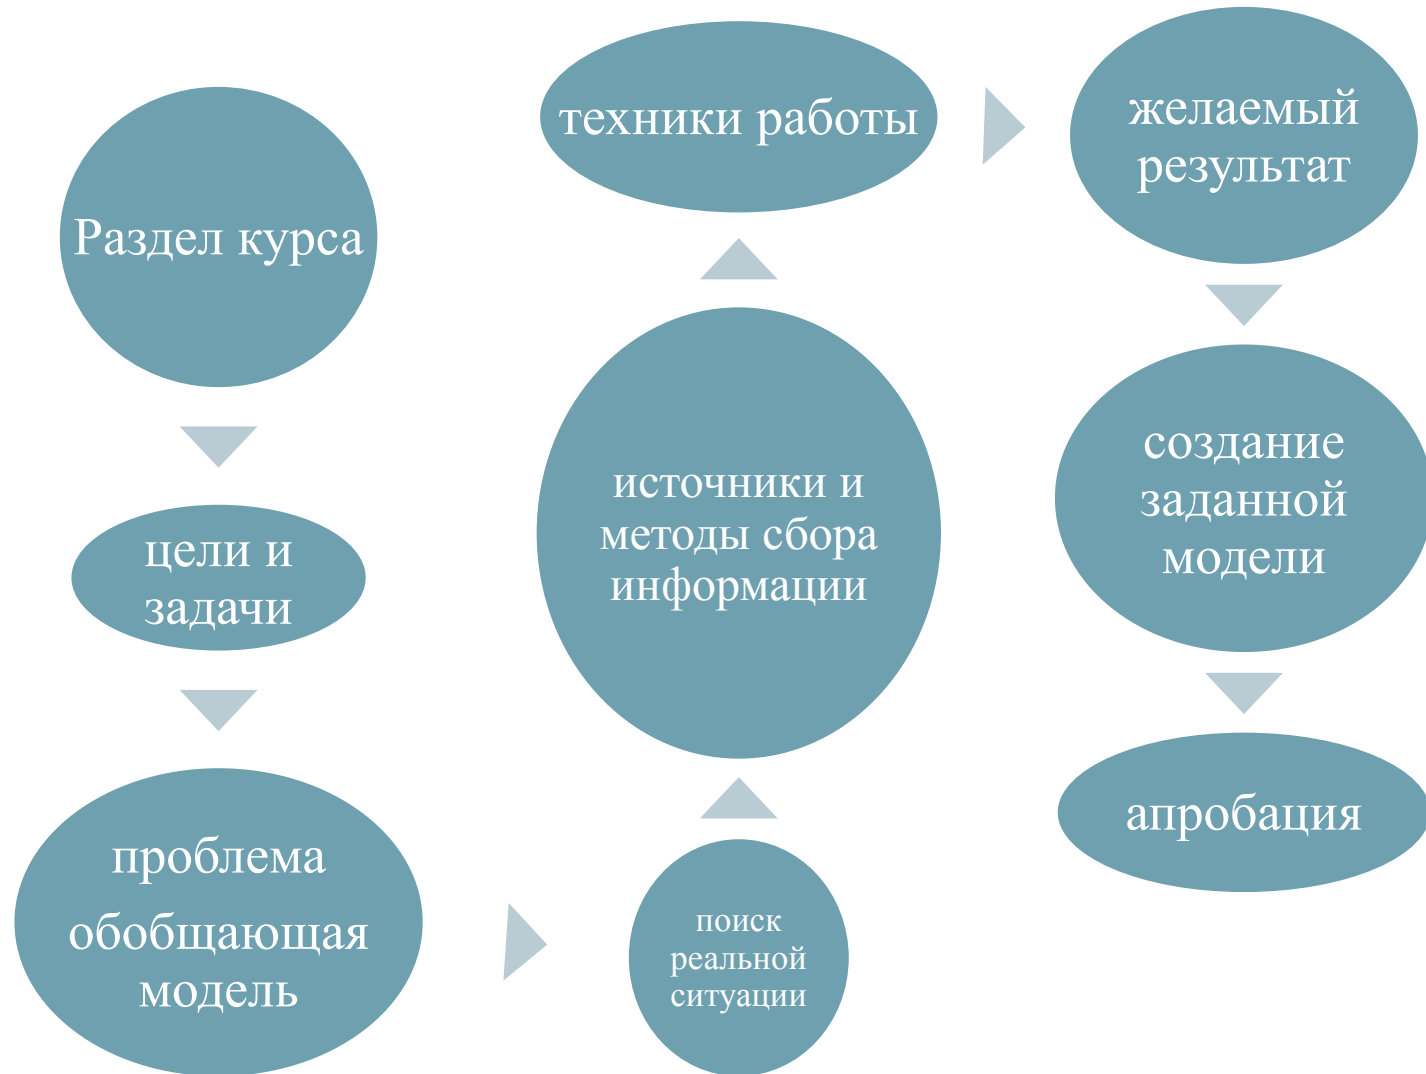 Раздел курса
цели и
задачи
проблема
обобщающая
модель
поиск
реальной
ситуации
источники и
методы сбора
информации
техники работы
желаемый
результат
создание
заданной
модели
апробация